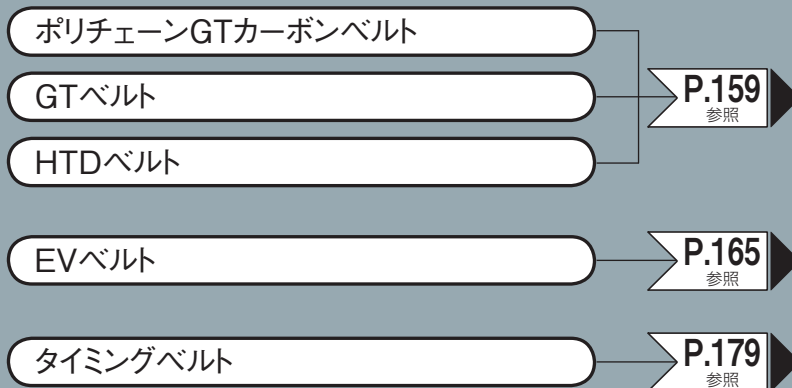 ポリチェーンGTカーボンベルト
GTベルト
P.159
参照
HTDベルト
EVベルト
P.165
参照
タイミングベルト
P.179
参照